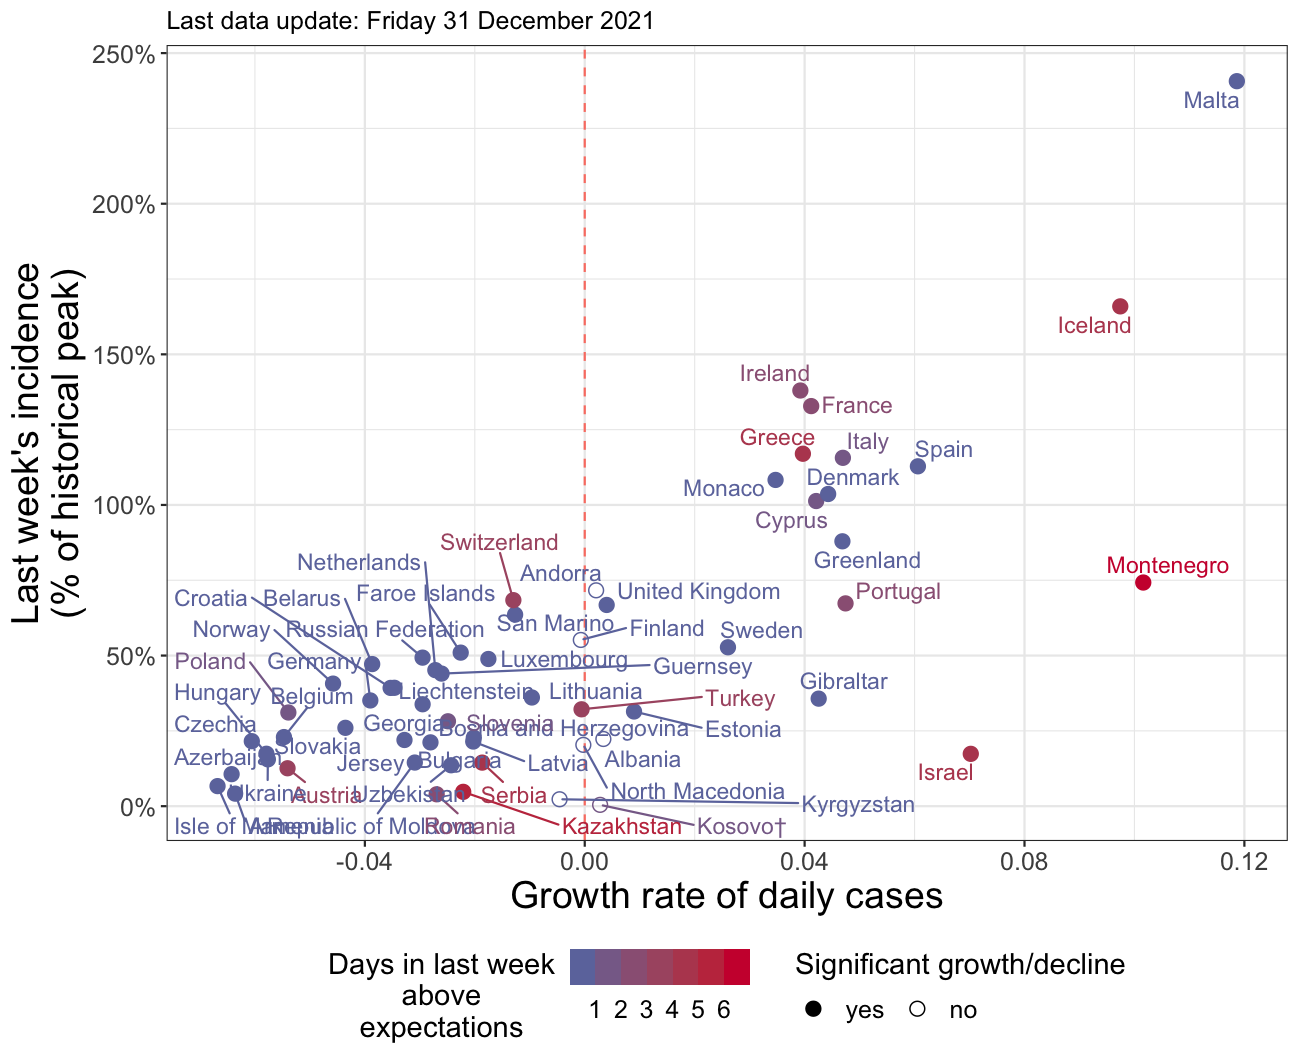 Last data update: Friday 31 December 2021
Last week's incidence
(% of historical peak)
250%
200%
150%
100%
50%
0%
Malta
Iceland
Ireland
France
Greece
Italy
Spain
Monaco
Denmark
Cyprus
Greenland
Switzerland
Netherlands
Andorra
Montenegro
Croatia
Belarus
Faroe Islands
United Kingdom
Portugal
Norway
Russian Federation
San Marino
Finland
Sweden
Poland
Germany
Luxembourg
Guernsey
Hungary
Belgium
Liechtenstein
Lithuania
Turkey
Gibraltar
Czechia
Georgia
Slovenia
Bosnia and Herzegovina
Estonia
Azerbaijan
Slovakia
Jersey
Bulgaria
Latvia
Albania
Israel
Ukraine
Austria
Uzbekistan
Serbia
North Macedonia
Kyrgyzstan
Isle of Man
Armenia
Republic of Moldova
Romania
Kazakhstan
Kosovo†
-0.04
0.00
0.04
0.08
0.12
Growth rate of daily cases
Days in last week
above
expectations
1 2 3 4 5 6
Significant growth/decline
yes
no